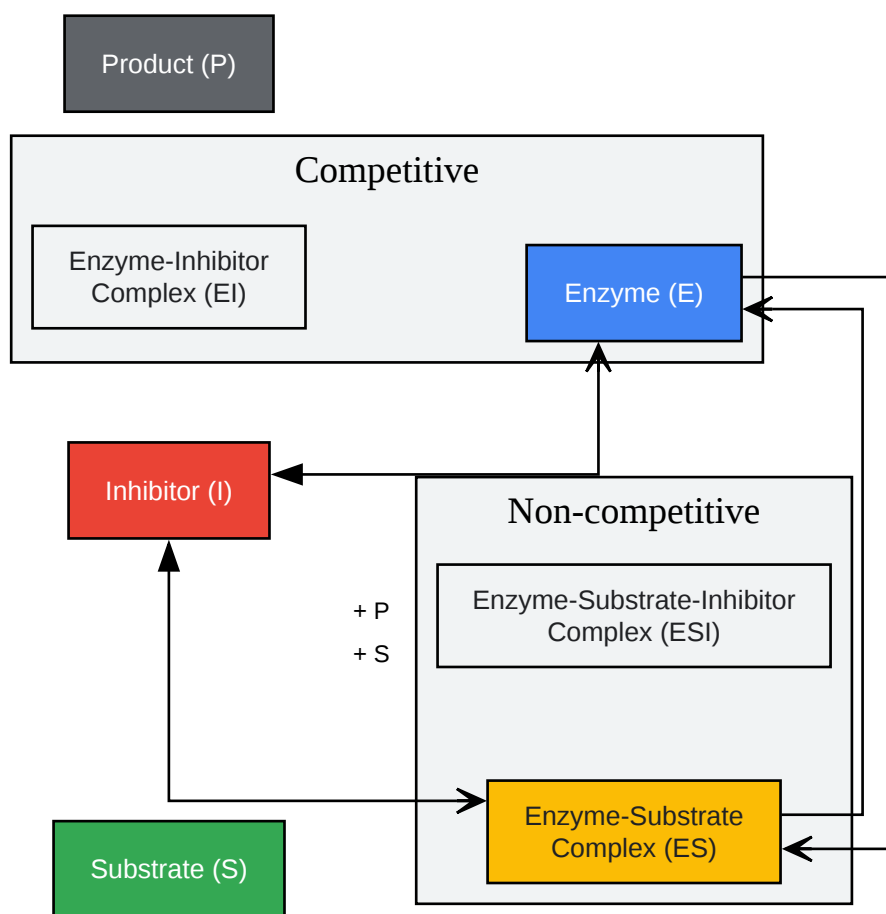 Product (P)
Competitive
Enzyme-Inhibitor
Complex (EI)
Enzyme (E)
Inhibitor (I)
Non-competitive
Enzyme-Substrate-Inhibitor
Complex (ESI)
+ P
+ S
Enzyme-Substrate
Complex (ES)
Substrate (S)